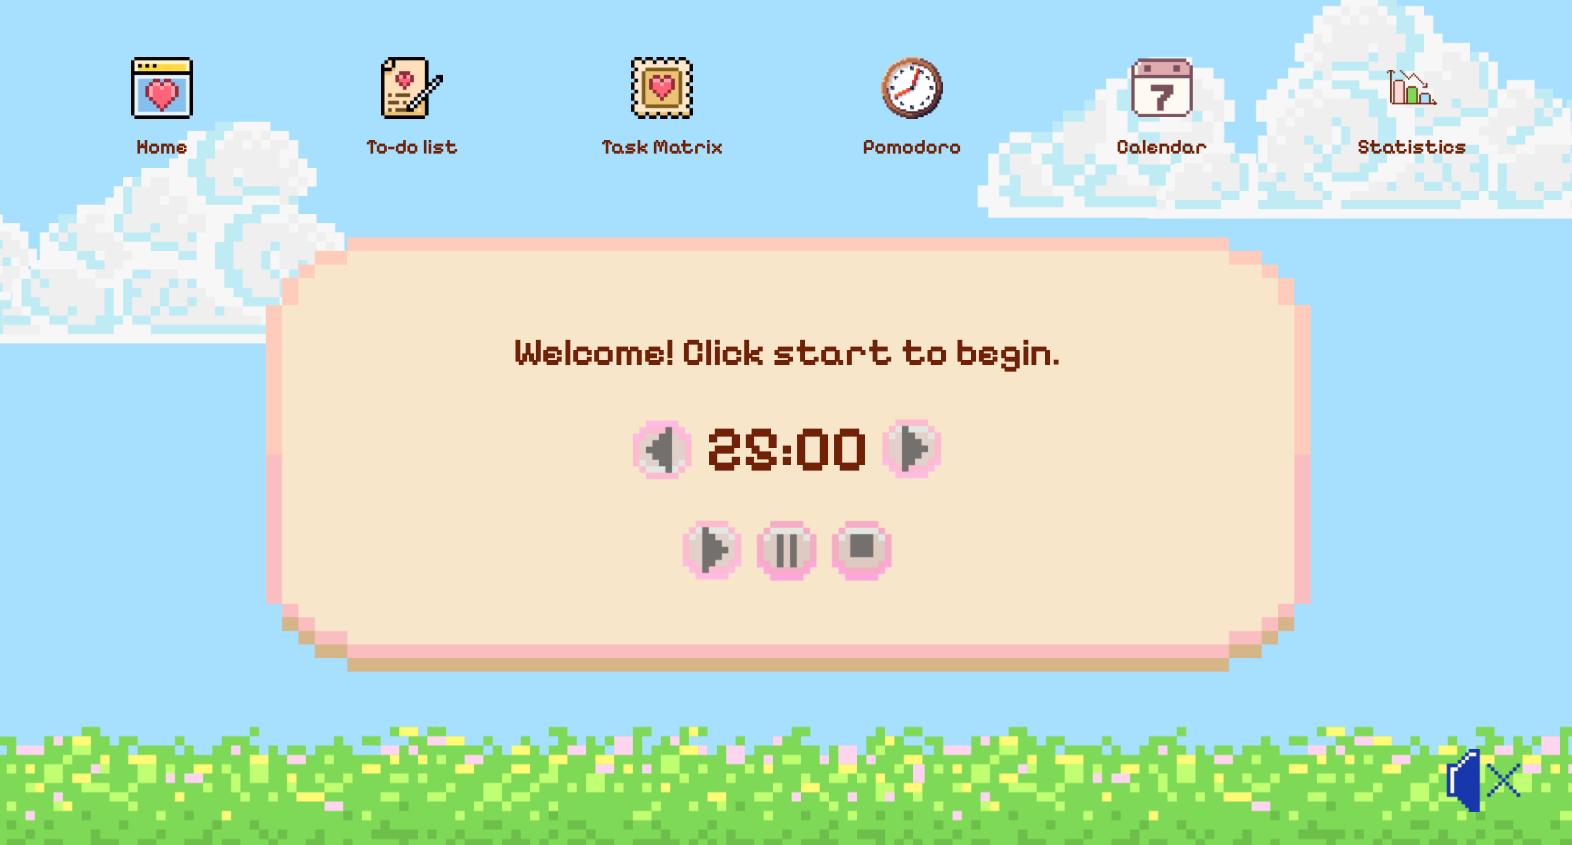 Home
To-do list
Task Matrix
Pomodoro
7
Calendar
Statistics
Welcome! Click start to begin.
25:00